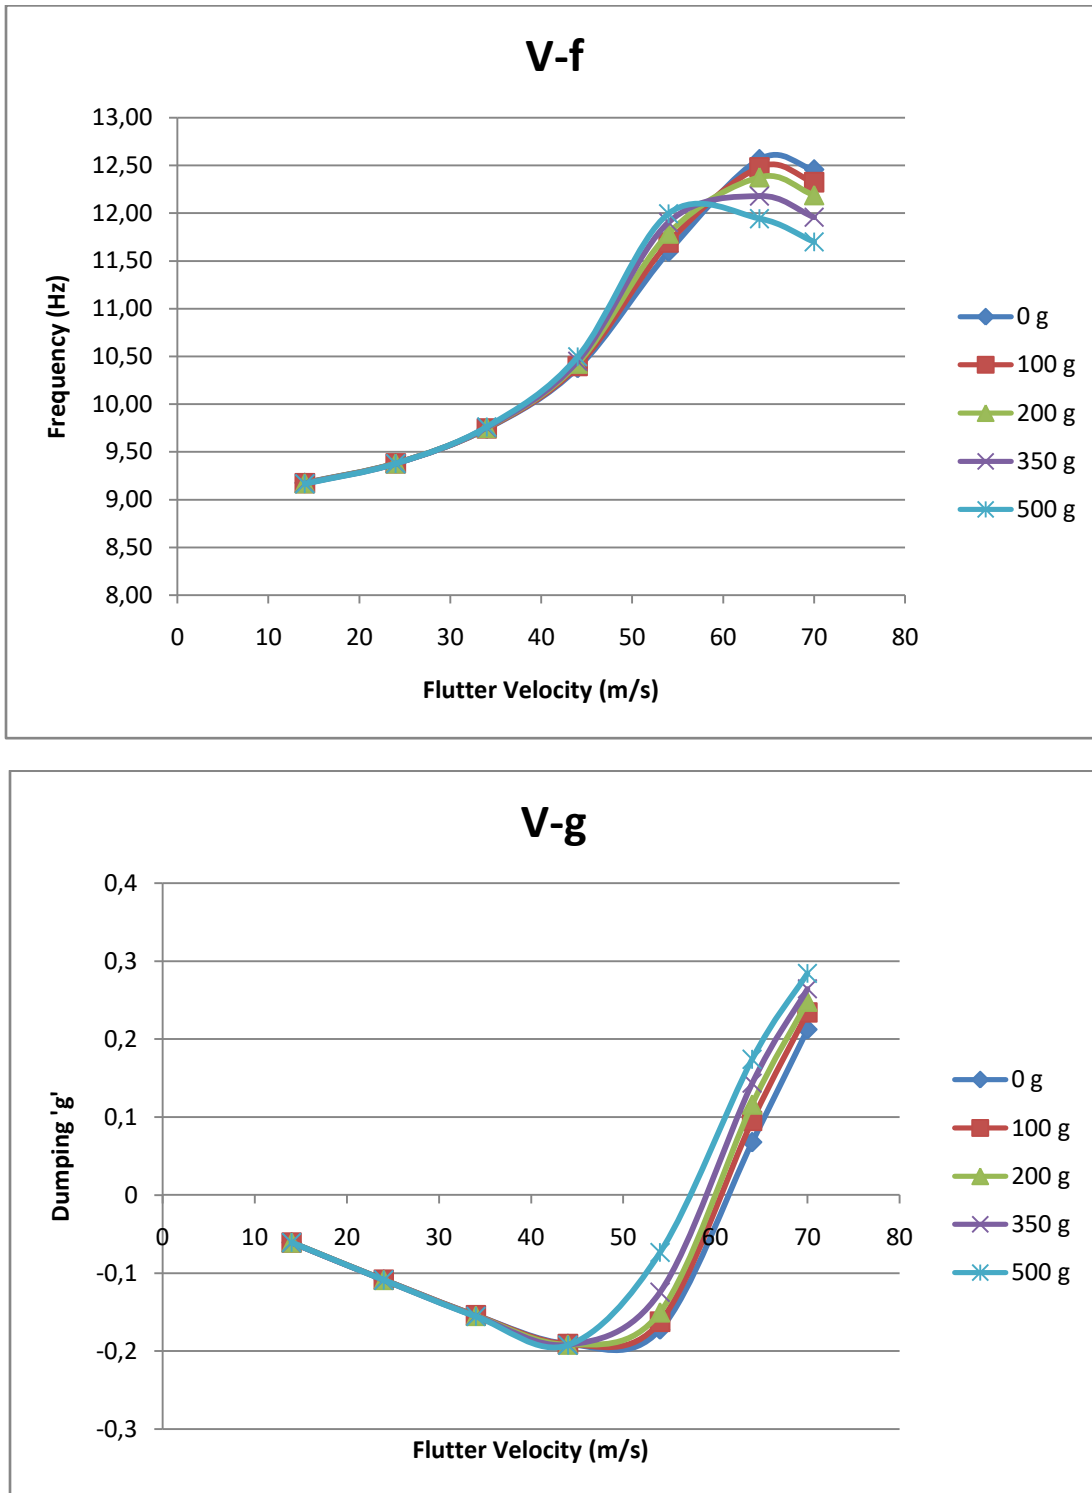 V-f
13,00
12,50
12,00
11,50
11,00
10,50
10,00
9,50
9,00
8,50
8,00
Frequency (Hz)
0 10 20 30 40 50 60 70 80
Flutter Velocity (m/s)
0 g
100 g
200 g
350 g
500 g
V-g
0,4
0,3
0,2
0,1
0
-0,1
-0,2
-0,3
Dumping 'g'
0 10 20 30 40 50 60 70 80
Flutter Velocity (m/s)
0 g
100 g
200 g
350 g
500 g